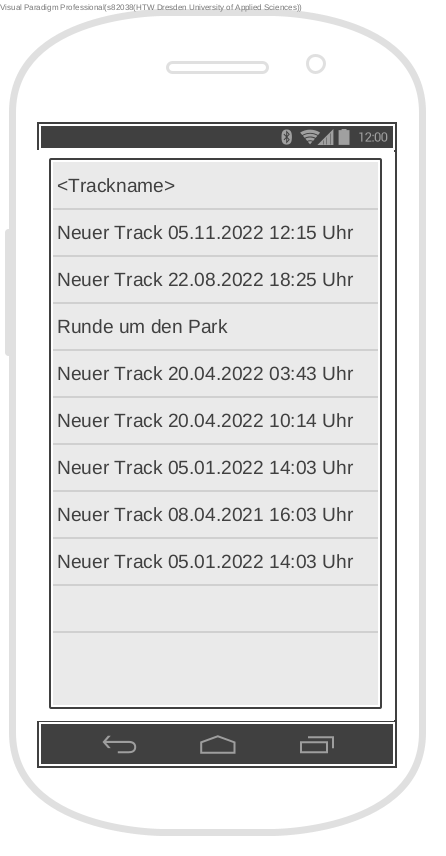 Visual Paradigm Professional(s82038(HTW Dresden University of Applied Sciences))
12:00
<Trackname>
Neuer Track 05.11.2022 12:15 Uhr
Neuer Track 22.08.2022 18:25 Uhr
Runde um den Park
Neuer Track 20.04.2022 03:43 Uhr
Neuer Track 20.04.2022 10:14 Uhr
Neuer Track 05.01.2022 14:03 Uhr
Neuer Track 08.04.2021 16:03 Uhr
Neuer Track 05.01.2022 14:03 Uhr